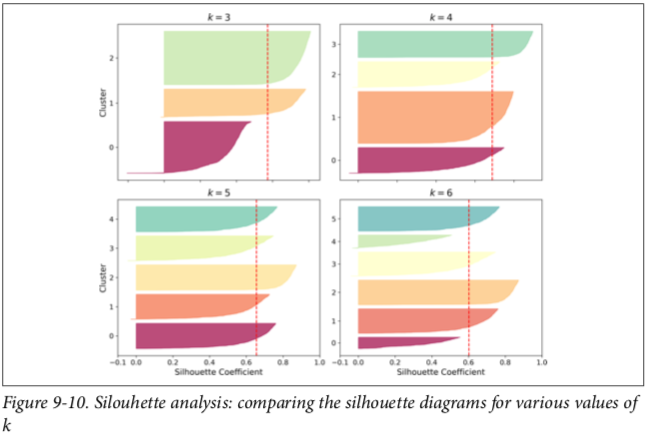 k = 3
k = 4
Cluster
2
1
0
3
2
1
0
k = 5
k = 6
Cluster
4
3
2
1
0
5
4
3
2
1
0
−0.1 0.0 0.2 0.4 0.6 0.8 1.0
−0.1 0.0 0.2 0.4 0.6 0.8 1.0
Silhouette Coefficient
Silhouette Coefficient
Figure 9-10. Silouhette analysis: comparing the silhouette diagrams for various values of
k